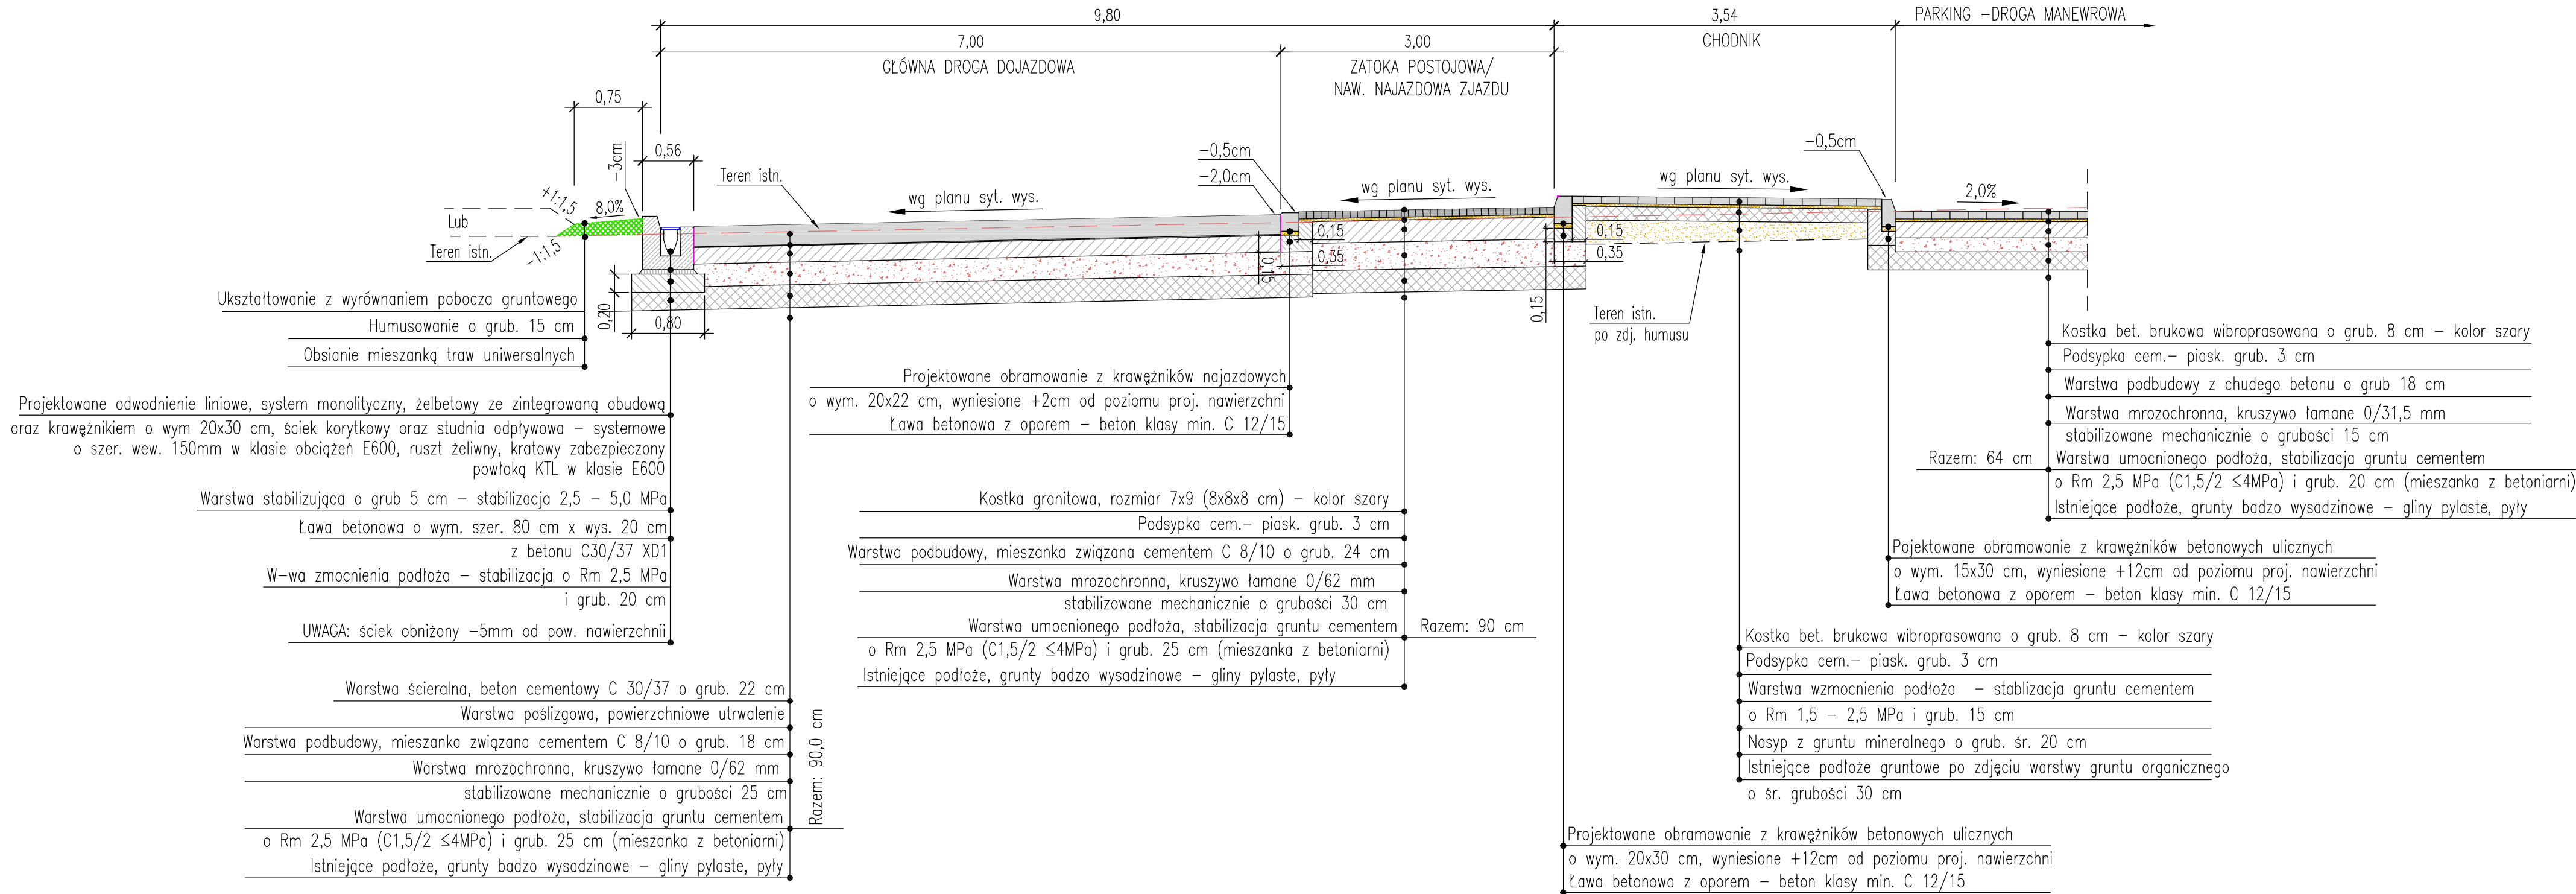 9,80
3,54
PARKING -DROGA MANEWROWA
7,00
3,00
CHODNIK
GŁÓWNA DROGA DOJAZDOWA
ZATOKA POSTOJOWA/
NAW. NAJAZDOWA ZJAZDU
0,75
-3cm
0,56
Teren istn.
-0,5cm
-2,0cm
wg planu syt. wys.
wg planu syt. wys.
wg planu syt. wys.
-0,5cm
2,0%
+1:1,5
8,0%
Lub
Teren istn.
-1:1,5
0,15
0,35
0,15
0,15
0,35
0,15
0,20
0,80
Teren istn.
po zdj. humusu
Ukształtowanie z wyrównaniem pobocza gruntowego
Humusowanie o grub. 15 cm
Obsianie mieszanką traw uniwersalnych
Projektowane odwodnienie liniowe, system monolityczny, żelbetowy ze zintegrowaną obudową
oraz krawężnikiem o wym 20x30 cm, ściek korytkowy oraz studnia odpływowa - systemowe
o szer. wew. 150mm w klasie obciążeń E600, ruszt żeliwny, kratowy zabezpieczony
powłoką KTL w klasie E600
Warstwa stabilizująca o grub 5 cm - stabilizacja 2,5 - 5,0 MPa
Ława betonowa o wym. szer. 80 cm x wys. 20 cm
z betonu C30/37 XD1
W-wa zmocnienia podłoża - stabilizacja o Rm 2,5 MPa
i grub. 20 cm
UWAGA: ściek obniżony -5mm od pow. nawierzchnii
Warstwa ścieralna, beton cementowy C 30/37 o grub. 22 cm
Warstwa poślizgowa, powierzchniowe utrwalenie
Warstwa podbudowy, mieszanka związana cementem C 8/10 o grub. 18 cm
Warstwa mrozochronna, kruszywo łamane 0/62 mm
stabilizowane mechanicznie o grubości 25 cm
Warstwa umocnionego podłoża, stabilizacja gruntu cementem
o Rm 2,5 MPa (C1,5/2 ≤4MPa) i grub. 25 cm (mieszanka z betoniarni)
Istniejące podłoże, grunty badzo wysadzinowe - gliny pylaste, pyły
Razem: 90,0 cm
Projektowane obramowanie z krawężników najazdowych
o wym. 20x22 cm, wyniesione +2cm od poziomu proj. nawierzchni
Ława betonowa z oporem - beton klasy min. C 12/15
Kostka granitowa, rozmiar 7x9 (8x8x8 cm) - kolor szary
Podsypka cem.- piask. grub. 3 cm
Warstwa podbudowy, mieszanka związana cementem C 8/10 o grub. 24 cm
Warstwa mrozochronna, kruszywo łamane 0/62 mm
stabilizowane mechanicznie o grubości 30 cm
Warstwa umocnionego podłoża, stabilizacja gruntu cementem
Razem: 90 cm
o Rm 2,5 MPa (C1,5/2 ≤4MPa) i grub. 25 cm (mieszanka z betoniarni)
Istniejące podłoże, grunty badzo wysadzinowe - gliny pylaste, pyły
Kostka bet. brukowa wibroprasowana o grub. 8 cm - kolor szary
Podsypka cem.- piask. grub. 3 cm
Warstwa podbudowy z chudego betonu o grub 18 cm
Warstwa mrozochronna, kruszywo łamane 0/31,5 mm
stabilizowane mechanicznie o grubości 15 cm
Razem: 64 cm
Warstwa umocnionego podłoża, stabilizacja gruntu cementem
o Rm 2,5 MPa (C1,5/2 ≤4MPa) i grub. 20 cm (mieszanka z betoniarni)
Istniejące podłoże, grunty badzo wysadzinowe - gliny pylaste, pyły
Pojektowane obramowanie z krawężników betonowych ulicznych
o wym. 15x30 cm, wyniesione +12cm od poziomu proj. nawierzchni
Ława betonowa z oporem - beton klasy min. C 12/15
Kostka bet. brukowa wibroprasowana o grub. 8 cm - kolor szary
Podsypka cem.- piask. grub. 3 cm
Warstwa wzmocnienia podłoża - stablizacja gruntu cementem
o Rm 1,5 - 2,5 MPa i grub. 15 cm
Nasyp z gruntu mineralnego o grub. śr. 20 cm
Istniejące podłoże gruntowe po zdjęciu warstwy gruntu organicznego
o śr. grubości 30 cm
Projektowane obramowanie z krawężników betonowych ulicznych
o wym. 20x30 cm, wyniesione +12cm od poziomu proj. nawierzchni
Ława betonowa z oporem - beton klasy min. C 12/15